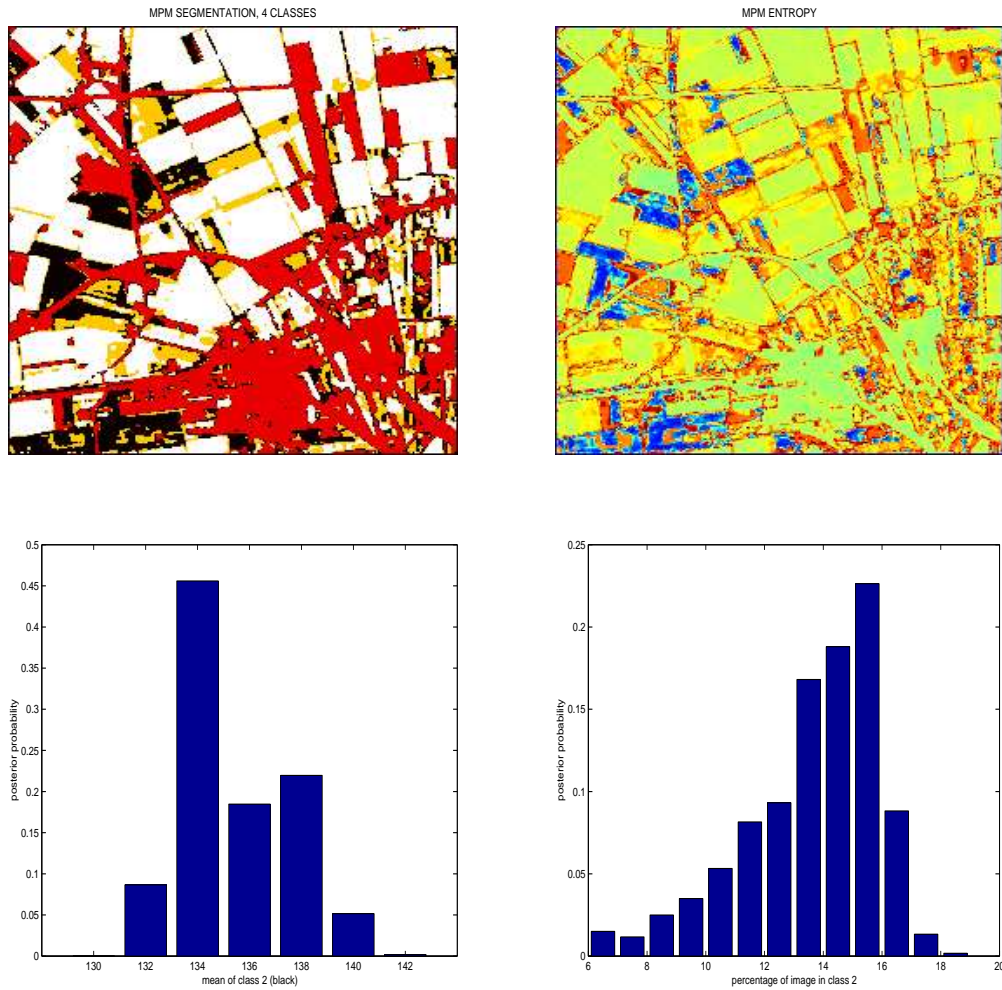 MPM SEGMENTATION, 4 CLASSES
MPM ENTROPY
0.5
0.45
0.4
0.35
0.3
0.25
0.2
0.15
0.1
0.05
0
posterior probability
130 132 134 136 138 140 142
mean of class 2 (black)
0.25
0.2
0.15
0.1
0.05
0
posterior probability
6 8 10 12 14 16 18 20
percentage of image in class 2